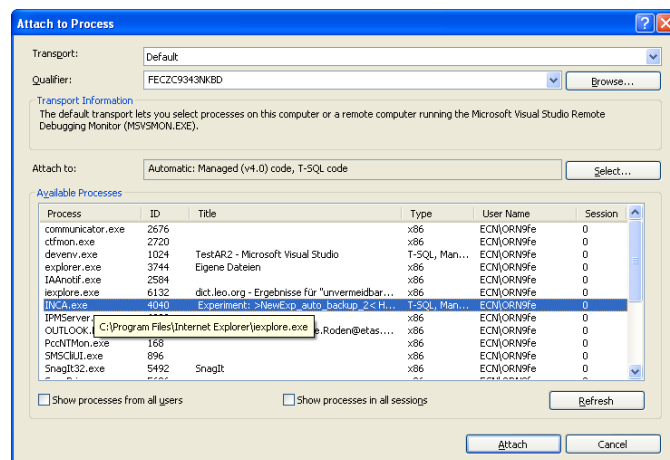 Attach to Process
Transport: Default
Qualifier: FECZC9343NKBD Browse...
Transport Information
The default transport lets you select processes on this computer or a remote computer running the Microsoft Visual Studio Remote
Debugging Monitor (MSVSMON.EXE).
Attach to: Automatic: Managed (v4.0) code, T-SQL code Select...
Available Processes
Process ID Title Type User Name Session
communicator.exe 2676 x86 ECN\ORN9fe 0
ctfmon.exe 2720 x86 ECN\ORN9fe 0
devenv.exe 1024 TestAR2 - Microsoft Visual Studio T-SQL, Man... ECN\ORN9fe 0
explorer.exe 3744 Eigene Dateien x86 ECN\ORN9fe 0
IAAnotif.exe 2584 x86 ECN\ORN9fe 0
iexplore.exe 6132 dict.leo.org - Ergebnisse für "unvermeidbar... x86 ECN\ORN9fe 0
INCA.exe 4040 Experiment: >NewExp_auto_backup_2< H... T-SQL, Man... ECN\ORN9fe 0
IPMServer. x86 ECN\ORN9fe 0
OUTLOOK. e.Roden@etas.... x86 ECN\ORN9fe 0
C:\Program Files\Internet Explorer\iexplore.exe
PccNTMon.exe 168 x86 ECN\ORN9fe 0
SMSCliUI.exe 896 x86 ECN\ORN9fe 0
SnagIt32.exe 5492 SnagIt x86 ECN\ORN9fe 0
Show processes from all users Show processes in all sessions Refresh
Attach Cancel